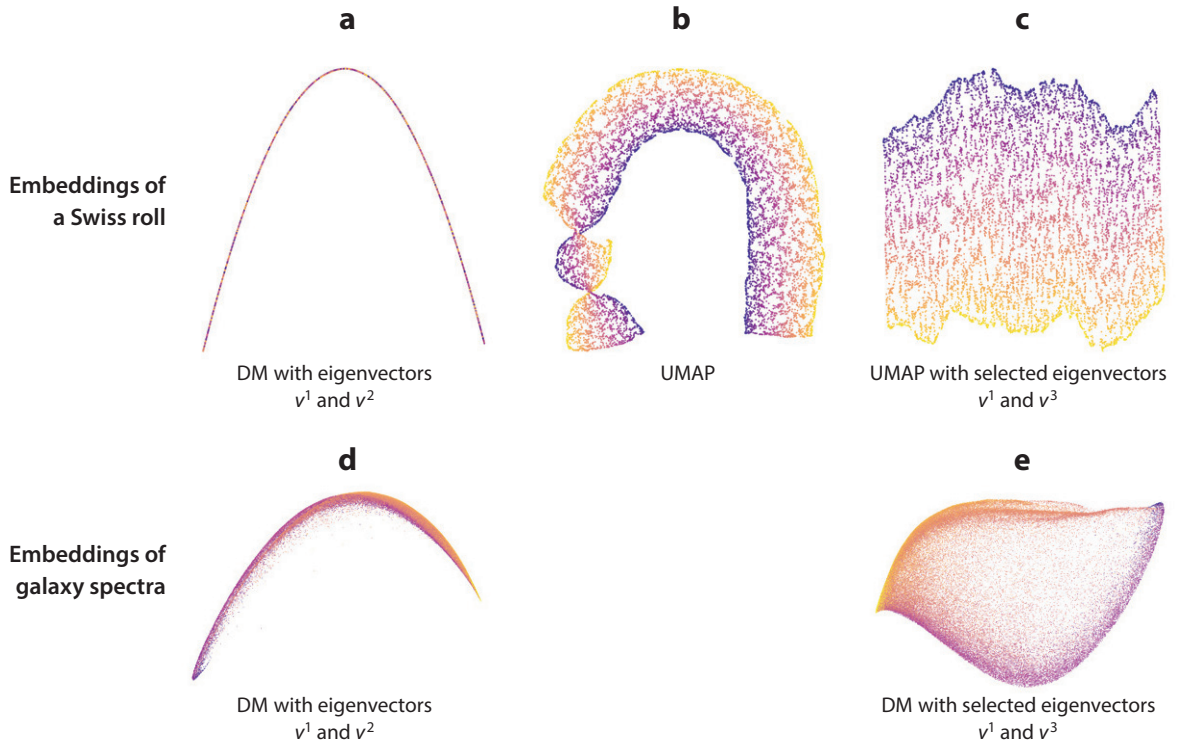 a
b
c
Embeddings of
a Swiss roll
DM with eigenvectors
v¹ and v²
UMAP
UMAP with selected eigenvectors
v¹ and v³
d
e
Embeddings of
galaxy spectra
DM with eigenvectors
v¹ and v²
DM with selected eigenvectors
v¹ and v³